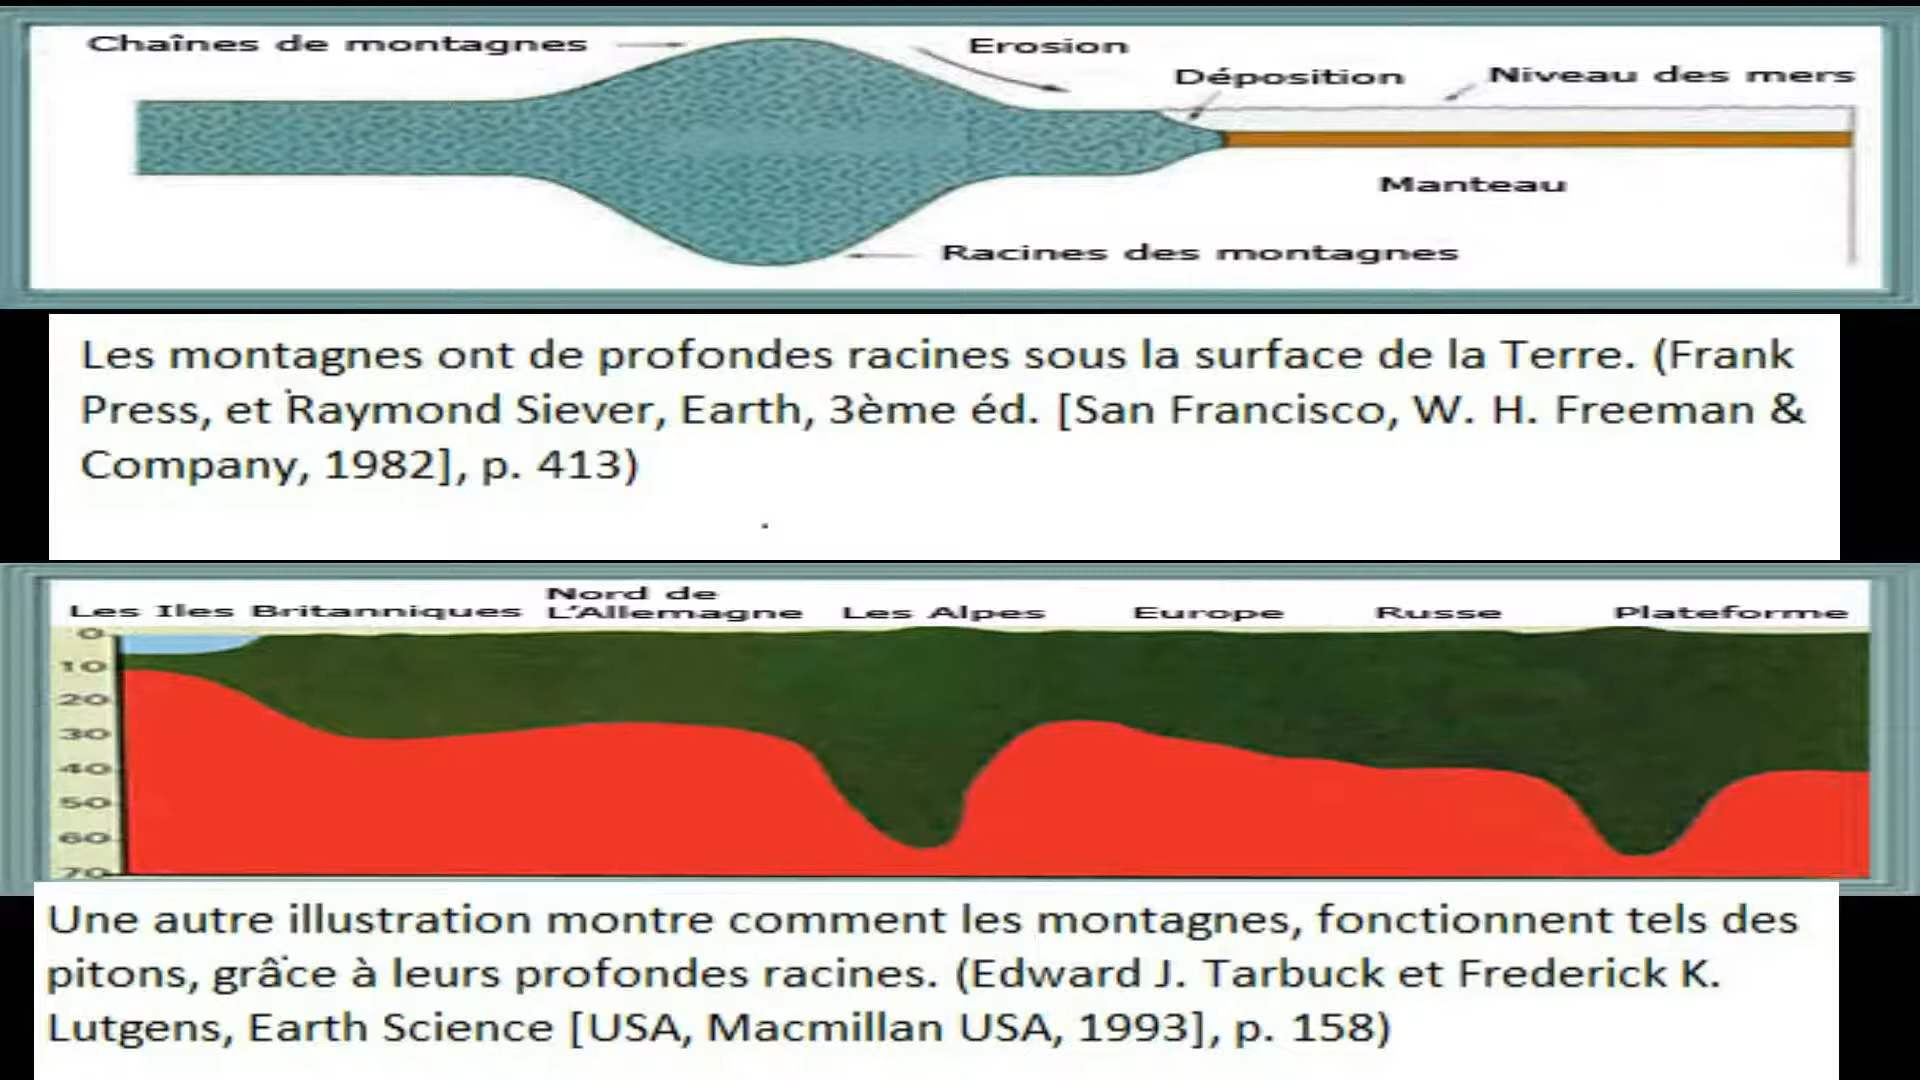 Chaînes de montagnes
Erosion
Déposition
Niveau des mers
Manteau
Racines des montagnes
Les montagnes ont de profondes racines sous la surface de la Terre. (Frank
Press, et Raymond Siever, Earth, 3ème éd. [San Francisco, W. H. Freeman &
Company, 1982], p. 413)
Les Iles Britanniques
Nord de
L'Allemagne
Les Alpes
Europe
Russe
Plateforme
0
10
20
30
40
50
60
70
Une autre illustration montre comment les montagnes, fonctionnent tels des
pitons, grâce à leurs profondes racines. (Edward J. Tarbuck et Frederick K.
Lutgens, Earth Science [USA, Macmillan USA, 1993], p. 158)